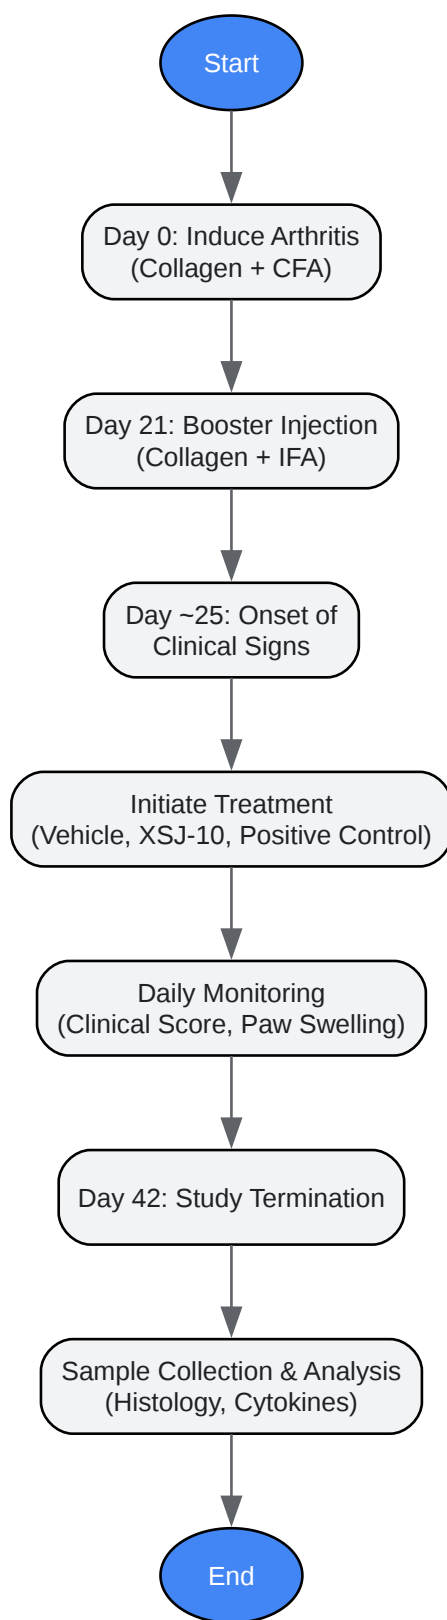 Start
Day 0: Induce Arthritis
(Collagen + CFA)
Day 21: Booster Injection
(Collagen + IFA)
Day ~25: Onset of
Clinical Signs
Initiate Treatment
(Vehicle, XSJ-10, Positive Control)
Daily Monitoring
(Clinical Score, Paw Swelling)
Day 42: Study Termination
Sample Collection & Analysis
(Histology, Cytokines)
End